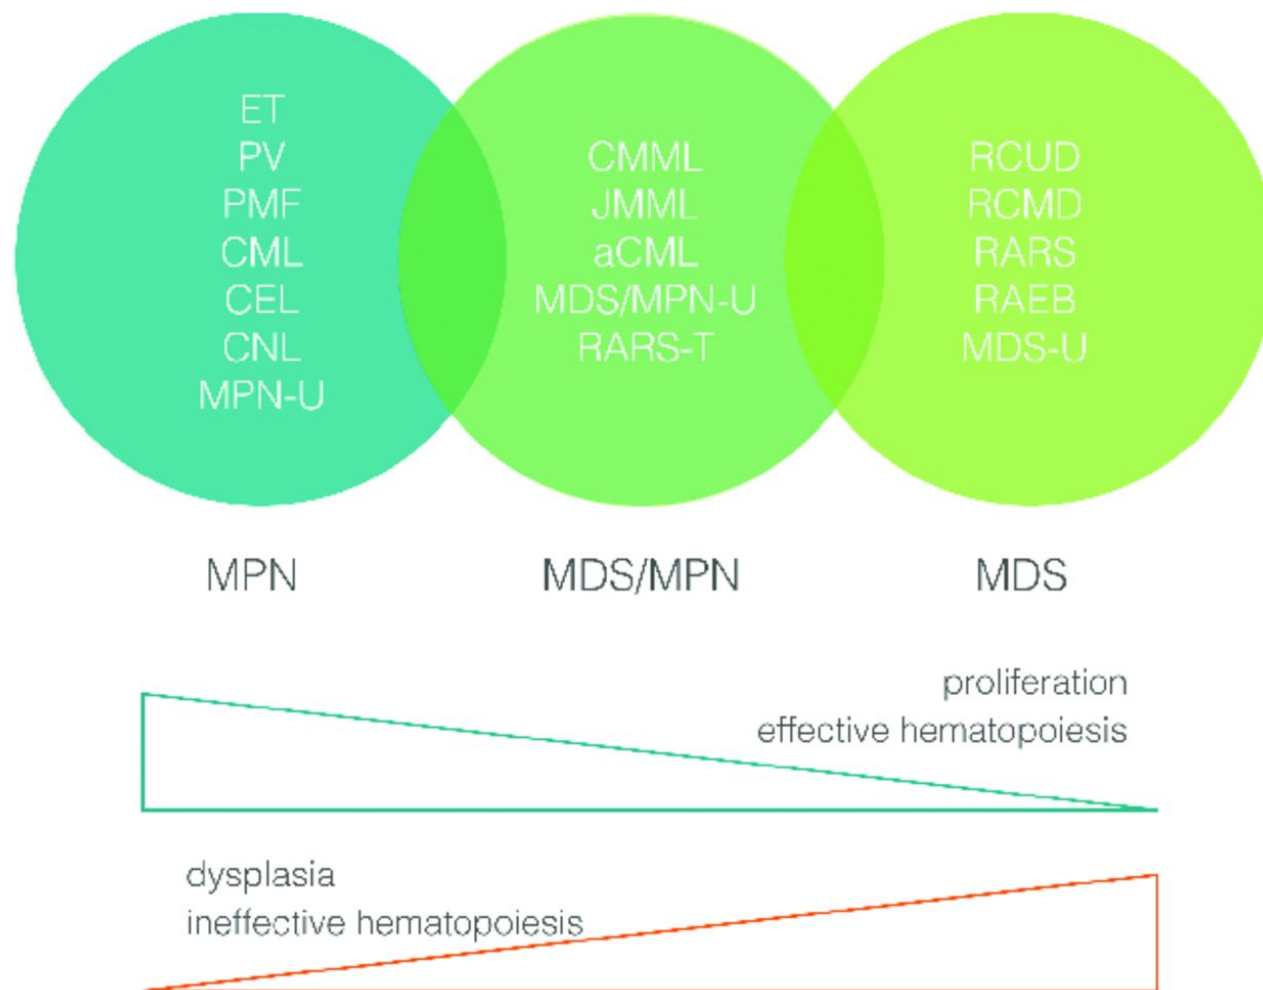 ET
PV
PMF
CML
CEL
CNL
MPN-U
CMML
JMML
aCML
MDS/MPN-U
RARS-T
RCUD
RCMD
RARS
RAEB
MDS-U
MPN
MDS/MPN
MDS
proliferation
effective hematopoiesis
dysplasia
ineffective hematopoiesis